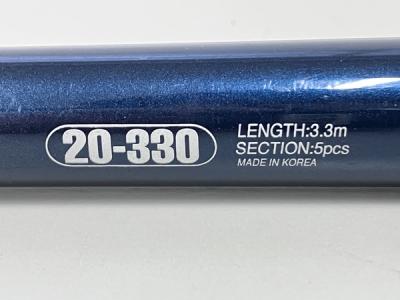 20-330
LENGTH:3.3m
SECTION:5pcs
MADE IN KOREA